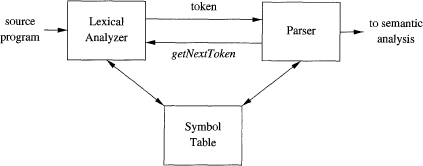 token
source
program
Lexical
Analyzer
Parser
to semantic
analysis
getNextToken
Symbol
Table